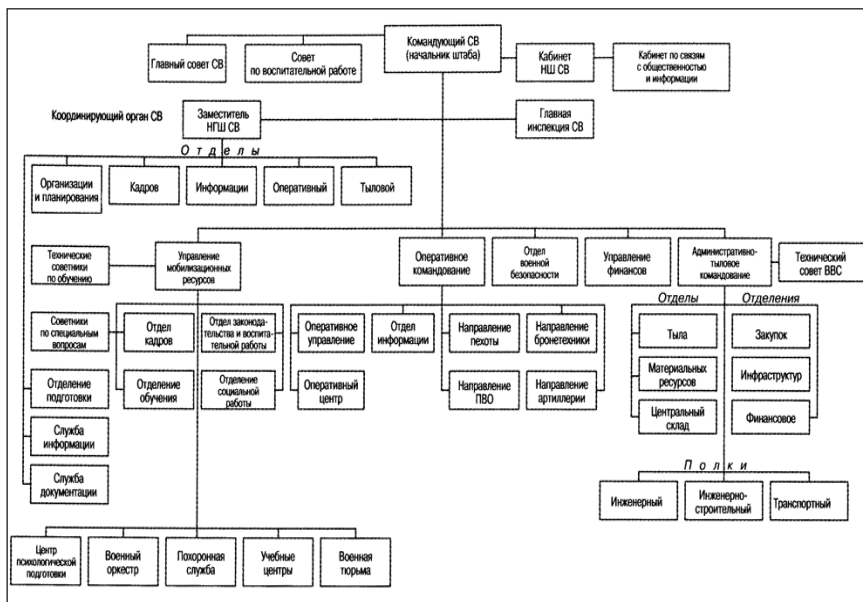 Командующий СВ
(начальник штаба)
Главный совет СВ
Совет
по воспитательной работе
Кабинет
НШ СВ
Кабинет по связям
с общественностью
и информации
Координирующий орган СВ
Заместитель
НГШ СВ
Главная
инспекция СВ
Отделы
Организации
и планирования
Кадров
Информации
Оперативный
Тыловой
Технические
советники
по обучению
Управление
мобилизационных
ресурсов
Оперативное
командование
Отдел
военной
безопасности
Управление
финансов
Административно-
тыловое
командование
Технический
совет ВВС
Отделы
Отделения
Советники
по специальным
вопросам
Отдел
кадров
Отдел законода-
тельства и воспита-
тельной работы
Оперативное
управление
Отдел
информации
Направление
пехоты
Направление
бронетехники
Тыла
Закупок
Отделение
подготовки
Отделение
обучения
Отделение
социальной
работы
Оперативный
центр
Направление
ПВО
Направление
артиллерии
Материальных
ресурсов
Инфраструктур
Служба
информации
Центральный
склад
Финансовое
Служба
документации
Полки
Инженерный
Инженерно-
строительный
Транспортный
Центр
психологической
подготовки
Военный
оркестр
Похоронная
служба
Учебные
центры
Военная
тюрьма